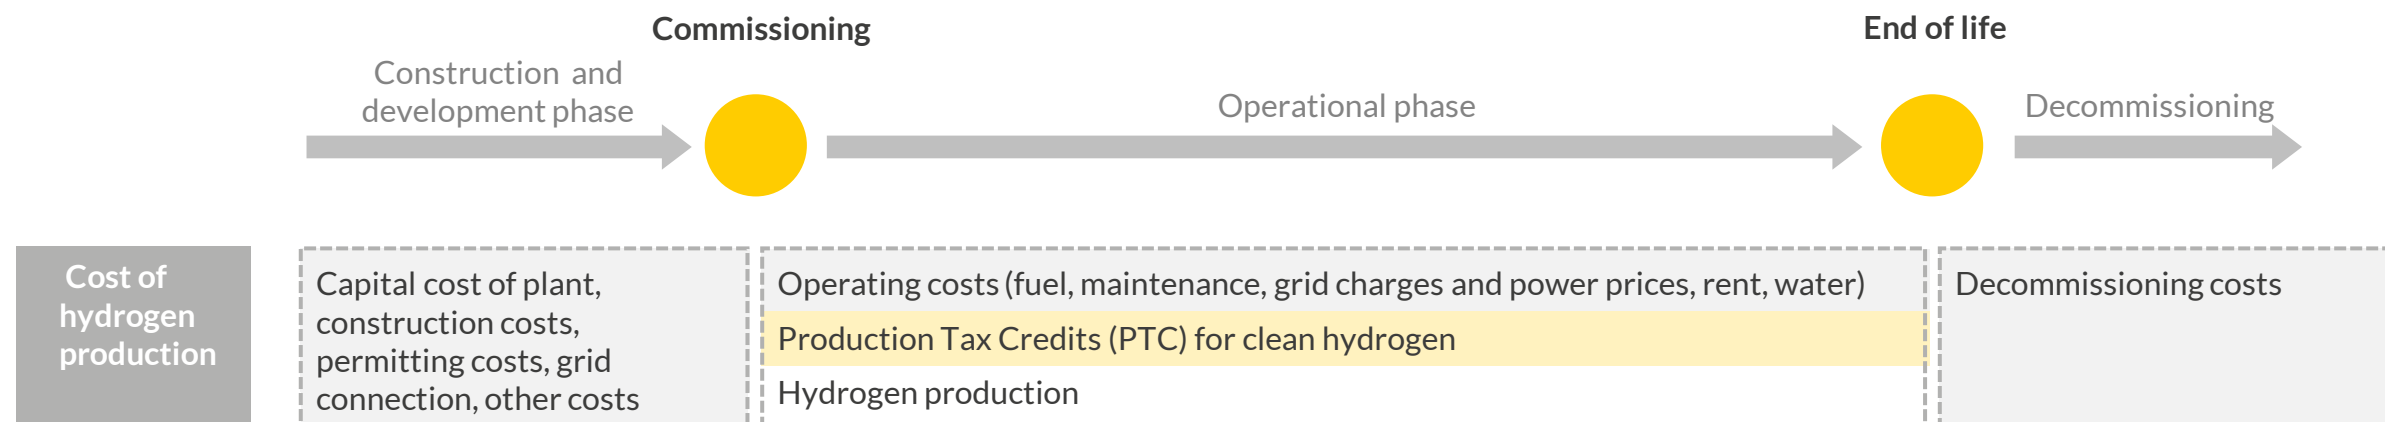 Commissioning
End of life
Construction and
development phase
Operational phase
Decommissioning
Cost of
hydrogen
production
Capital cost of plant,
construction costs,
permitting costs, grid
connection, other costs
Operating costs (fuel, maintenance, grid charges and power prices, rent, water)
Production Tax Credits (PTC) for clean hydrogen
Hydrogen production
Decommissioning costs